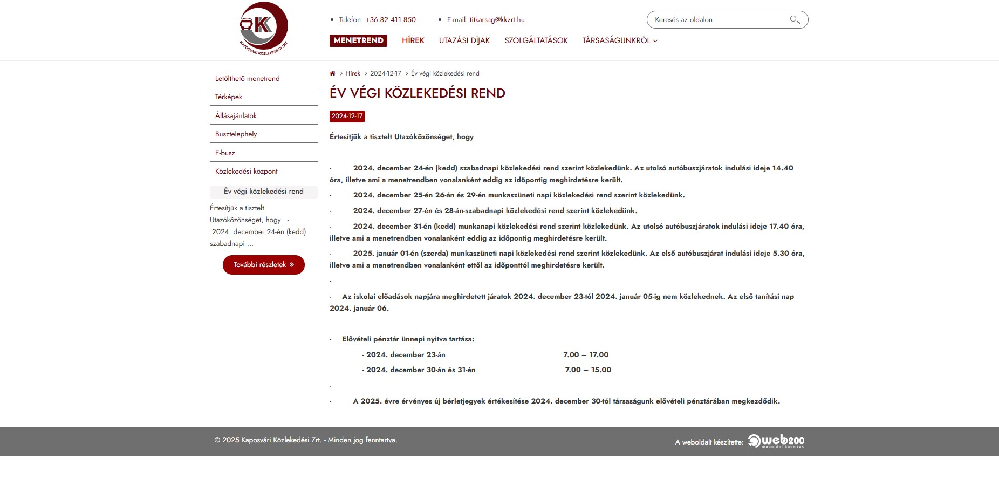 KK
KAPOSVÁRI KÖZLEKEDÉSI ZRT.
Telefon: +36 82 411 850
E-mail: titkarsag@kkzrt.hu
Keresés az oldalon
MENETREND
HÍREK
UTAZÁSI DÍJAK
SZOLGÁLTATÁSOK
TÁRSASÁGUNKRÓL
Letölthető menetrend
Térképek
Állásajánlatok
Busztelephely
E-busz
Közlekedési központ
Év végi közlekedési rend
Értesítjük a tisztelt
Utazóközönséget, hogy -
2024. december 24-én (kedd)
szabadnapi ...
További részletek »
> Hírek > 2024-12-17 > Év végi közlekedési rend
ÉV VÉGI KÖZLEKEDÉSI REND
2024-12-17
Értesítjük a tisztelt Utazóközönséget, hogy
- 2024. december 24-én (kedd) szabadnapi közlekedési rend szerint közlekedünk. Az utolsó autóbuszjáratok indulási ideje 14.40
óra, illetve ami a menetrendben vonalanként eddig az időpontig meghirdetésre került.
- 2024. december 25-én 26-án és 29-én munkaszüneti napi közlekedési rend szerint közlekedünk.
- 2024. december 27-én és 28-án-szabadnapi közlekedési rend szerint közlekedünk.
- 2024. december 31-én (kedd) munkanapi közlekedési rend szerint közlekedünk. Az utolsó autóbuszjáratok indulási ideje 17.40 óra,
illetve ami a menetrendben vonalanként eddig az időpontig meghirdetésre került.
- 2025. január 01-én (szerda) munkaszüneti napi közlekedési rend szerint közlekedünk. Az első autóbuszjárat indulási ideje 5.30 óra,
illetve ami a menetrendben vonalanként ettől az időponttól meghirdetésre került.
-
- Az iskolai előadások napjára meghirdetett járatok 2024. december 23-tól 2024. január 05-ig nem közlekednek. Az első tanítási nap
2024. január 06.
- Elővételi pénztár ünnepi nyitva tartása:
- 2024. december 23-án 7.00 – 17.00
- 2024. december 30-án és 31-én 7.00 – 15.00
-
- A 2025. évre érvényes új bérletjegyek értékesítése 2024. december 30-tól társaságunk elővételi pénztárában megkezdődik.
© 2025 Kaposvári Közlekedési Zrt. - Minden jog fenntartva.
A weboldalt készítette:
web200
weboldal készítés